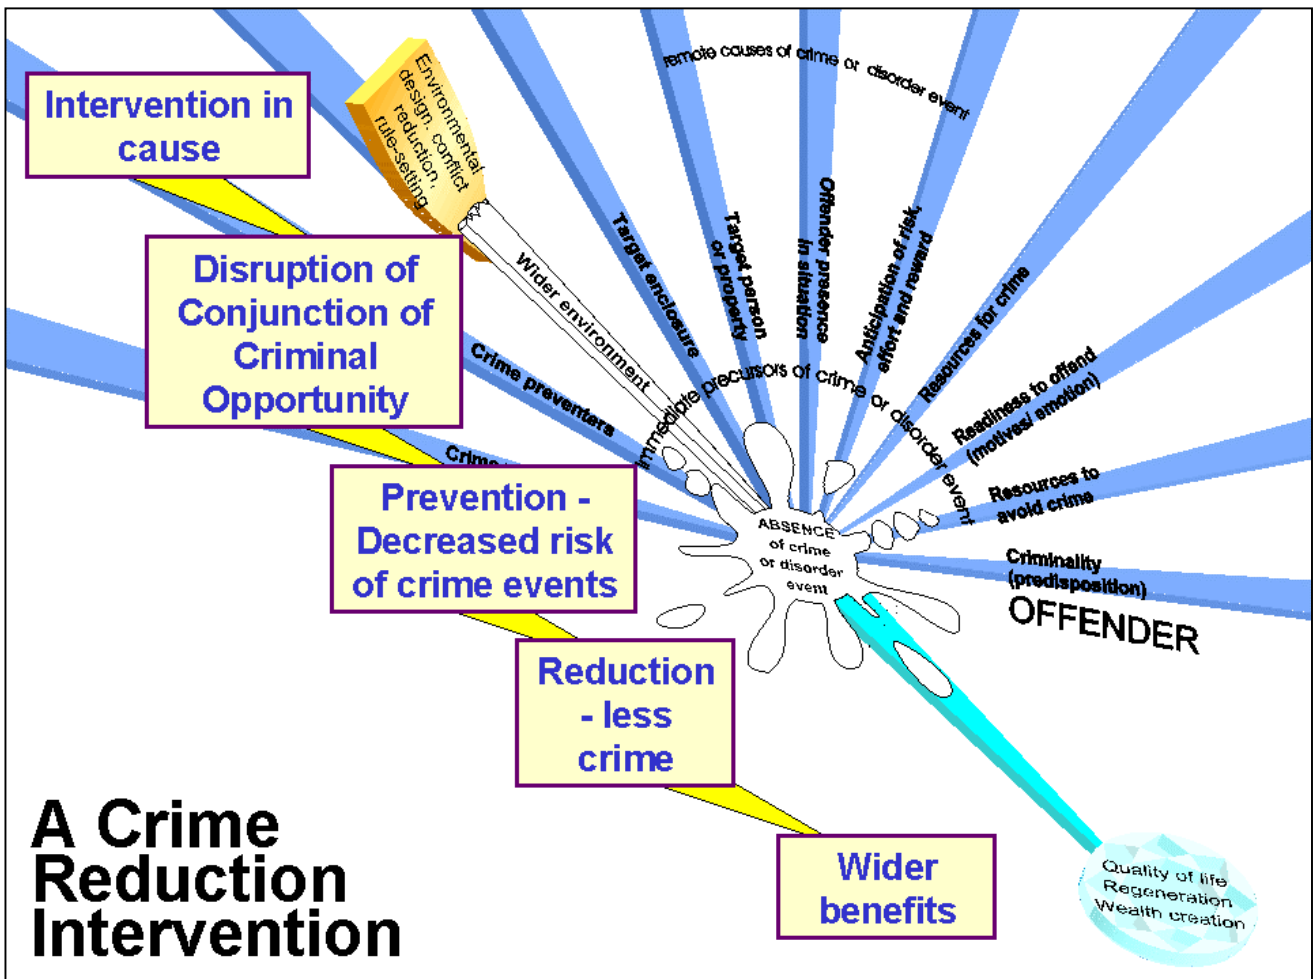 remote causes of crime or disorder event
Intervention in
cause
Environmental
design, conflict
reduction,
rule-setting
Disruption of
Conjunction of
Criminal
Opportunity
Wider environment
Target enclosure
Target person
or property
Offender presence
in situation
Anticipation of risk,
effort and reward
Resources for crime
Readiness to offend
(motives/ emotion)
Resources to
avoid crime
Criminality
(predisposition)
OFFENDER
Crime preventers
Crime
immediate precursors of crime or disorder event
Prevention -
Decreased risk
of crime events
ABSENCE
of crime
or disorder
event
Reduction
- less
crime
Wider
benefits
Quality of life
Regeneration
Wealth creation
A Crime
Reduction
Intervention